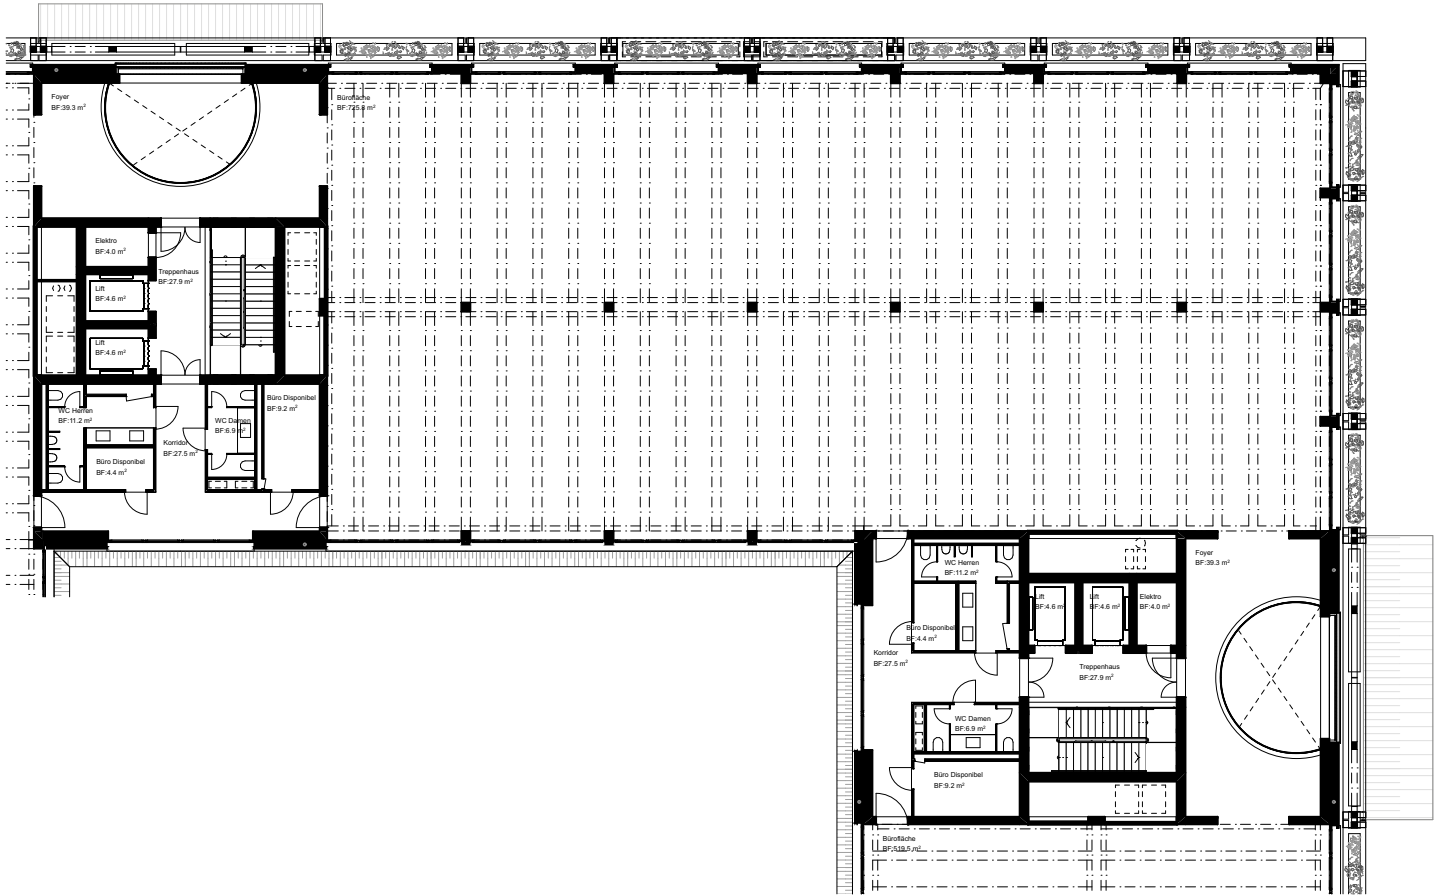 Foyer
BF:39.3 m²
Bürofläche
BF:725.8 m²
Elektro
BF:4.0 m²
Treppenhaus
BF:27.9 m²
Lift
BF:4.6 m²
Lift
BF:4.6 m²
WC Herren
BF:11.2 m²
Büro Disponibel
BF:9.2 m²
WC Damen
BF:6.9 m²
Korridor
BF:27.5 m²
Büro Disponibel
BF:4.4 m²
Foyer
BF:39.3 m²
WC Herren
BF:11.2 m²
Lift
BF:4.6 m²
Lift
BF:4.6 m²
Elektro
BF:4.0 m²
Büro Disponibel
BF:4.4 m²
Korridor
BF:27.5 m²
Treppenhaus
BF:27.9 m²
WC Damen
BF:6.9 m²
Büro Disponibel
BF:9.2 m²
Bürofläche
BF:519.5 m²